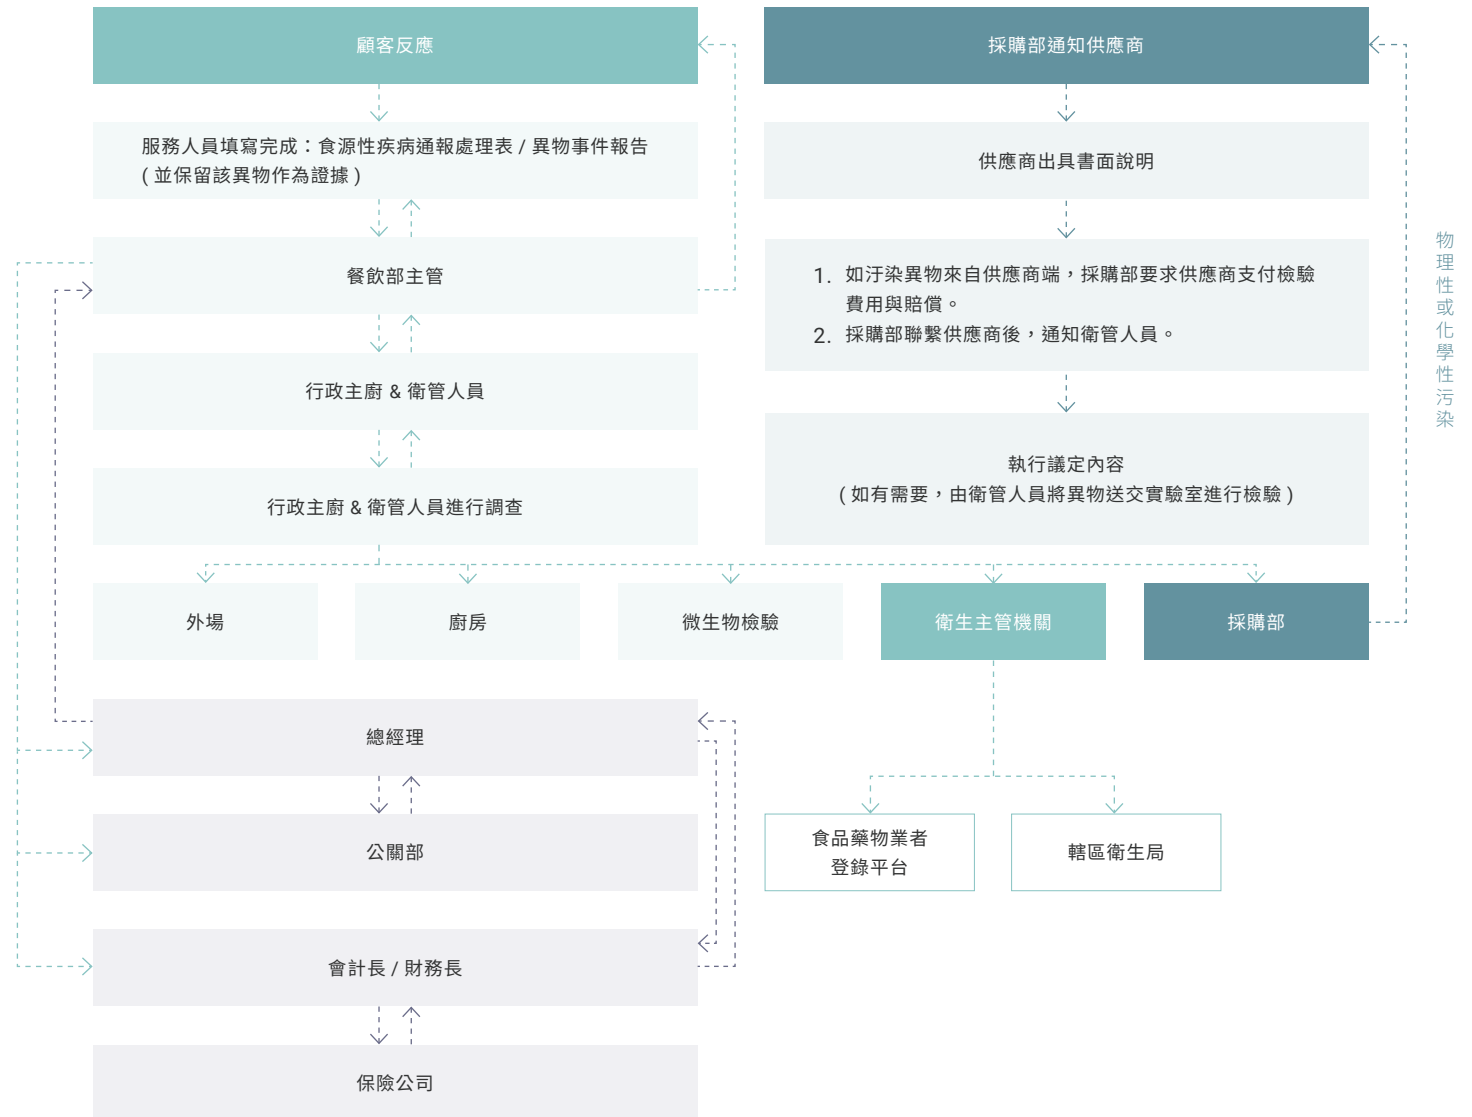 顧客反應
服務人員填寫完成：食源性疾病通報處理表 / 異物事件報告
( 並保留該異物作為證據 )
餐飲部主管
行政主廚 & 衛管人員
行政主廚 & 衛管人員進行調查
採購部通知供應商
供應商出具書面說明
1. 如汙染異物來自供應商端，採購部要求供應商支付檢驗
費用與賠償。
2. 採購部聯繫供應商後，通知衛管人員。
執行議定內容
( 如有需要，由衛管人員將異物送交實驗室進行檢驗 )
物理性或化學性污染
外場
廚房
微生物檢驗
衛生主管機關
採購部
總經理
公關部
會計長 / 財務長
保險公司
食品藥物業者
登錄平台
轄區衛生局